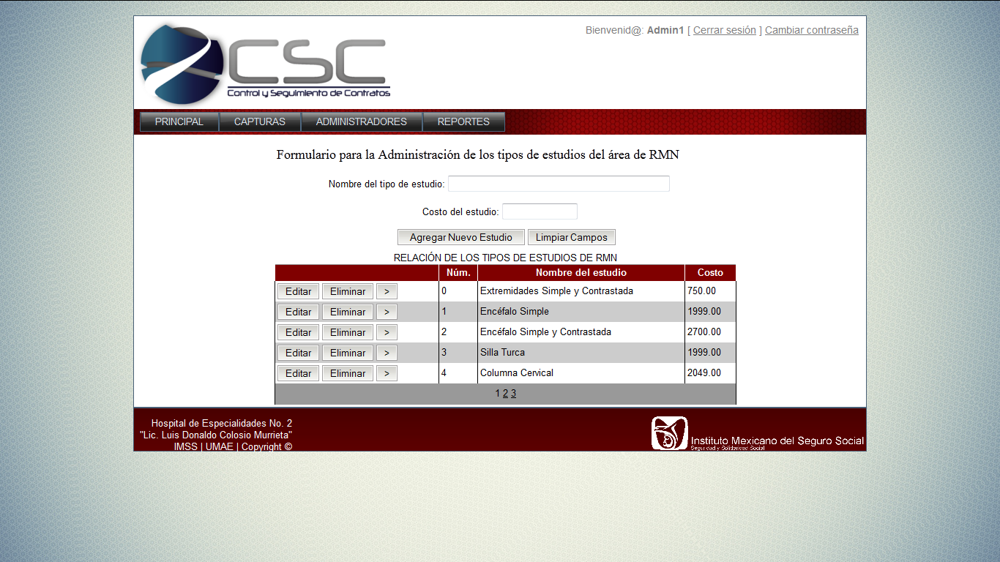 Bienvenid@: Admin1 [ Cerrar sesión ] Cambiar contraseña
CSC
Control y Seguimiento de Contratos
PRINCIPAL CAPTURAS ADMINISTRADORES REPORTES
Formulario para la Administración de los tipos de estudios del área de RMN
Nombre del tipo de estudio:
Costo del estudio:
Agregar Nuevo Estudio Limpiar Campos
RELACIÓN DE LOS TIPOS DE ESTUDIOS DE RMN
Núm. Nombre del estudio Costo
Editar Eliminar > 0 Extremidades Simple y Contrastada 750.00
Editar Eliminar > 1 Encéfalo Simple 1999.00
Editar Eliminar > 2 Encéfalo Simple y Contrastada 2700.00
Editar Eliminar > 3 Silla Turca 1999.00
Editar Eliminar > 4 Columna Cervical 2049.00
1 2 3
Hospital de Especialidades No. 2
"Lic. Luis Donaldo Colosio Murrieta"
IMSS | UMAE | Copyright ©
Instituto Mexicano del Seguro Social
Seguridad y Solidaridad Social